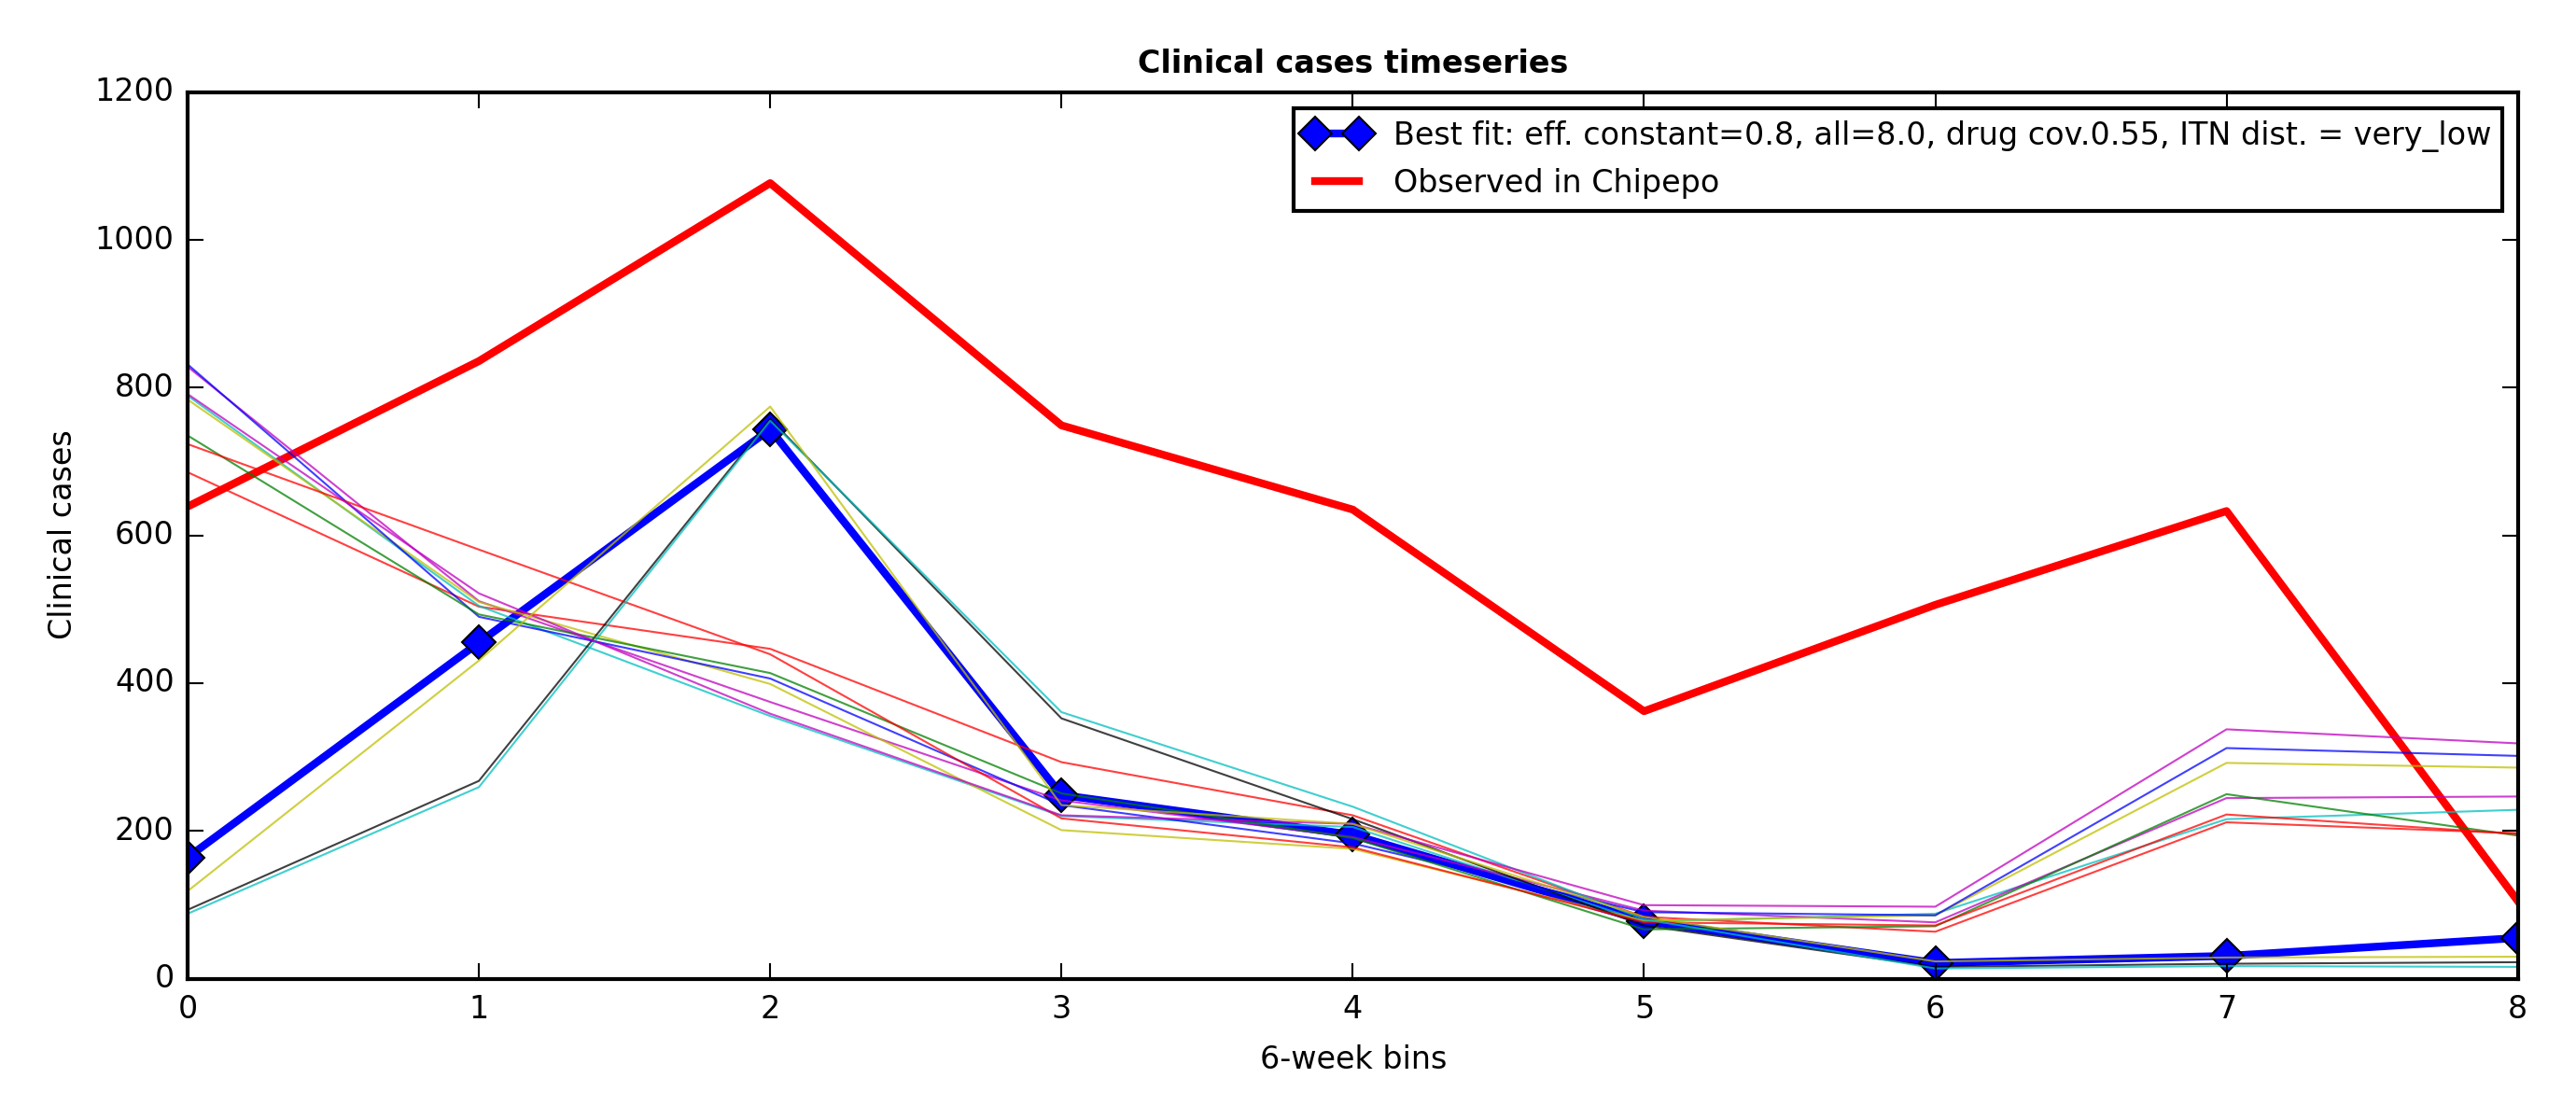 Clinical cases timeseries
1200
1000
800
600
400
200
0
Clinical cases
Best fit: eff. constant=0.8, all=8.0, drug cov.0.55, ITN dist. = very_low
Observed in Chipepo
0 1 2 3 4 5 6 7 8
6-week bins